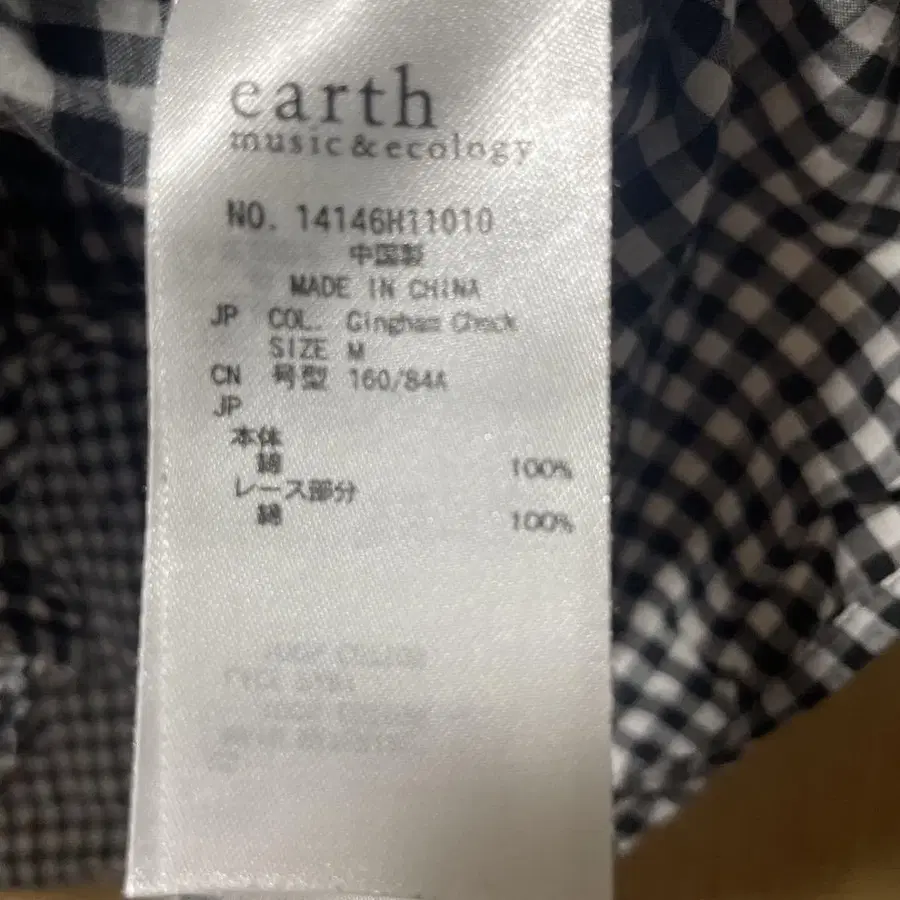 earth
music & ecology
NO. 14146H11010
中国製
MADE IN CHINA
JP COL. Gingham Check
SIZE M
CN 号型 160/84A
JP
本体
綿 100%
レース部分
綿 100%